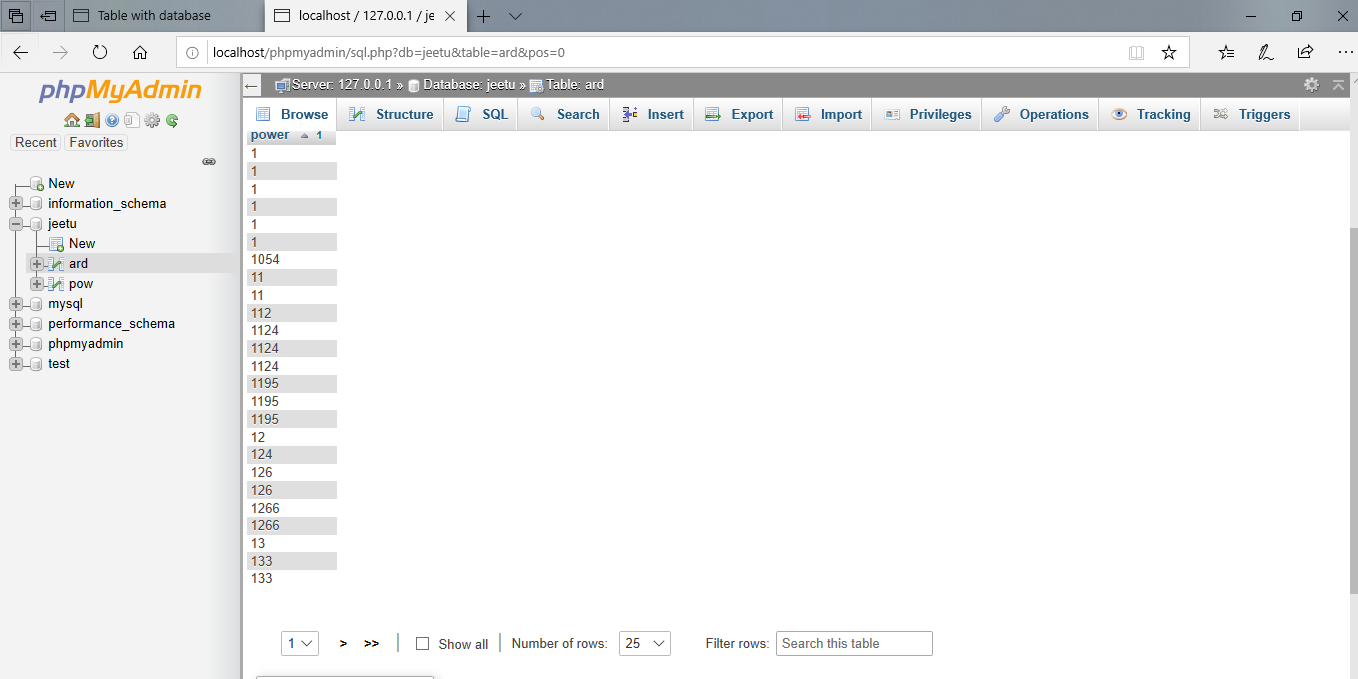 Table with database
localhost / 127.0.0.1 / je
localhost/phpmyadmin/sql.php?db=jeetu&table=ard&pos=0
phpMyAdmin
Recent Favorites
New
information_schema
jeetu
New
ard
pow
mysql
performance_schema
phpmyadmin
test
Server: 127.0.0.1 » Database: jeetu » Table: ard
Browse Structure SQL Search Insert Export Import Privileges Operations Tracking Triggers
power 1
1
1
1
1
1
1
1054
11
11
112
1124
1124
1124
1195
1195
1195
12
124
126
126
1266
1266
13
133
133
1 > >> Show all Number of rows: 25 Filter rows: Search this table